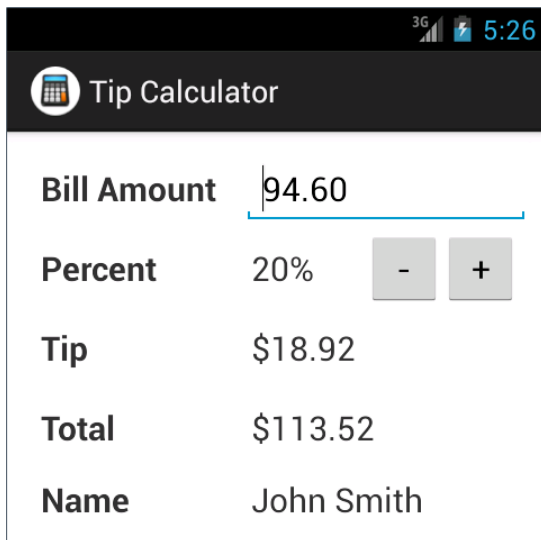 3G 5:26
Tip Calculator
Bill Amount 94.60
Percent 20% - +
Tip $18.92
Total $113.52
Name John Smith